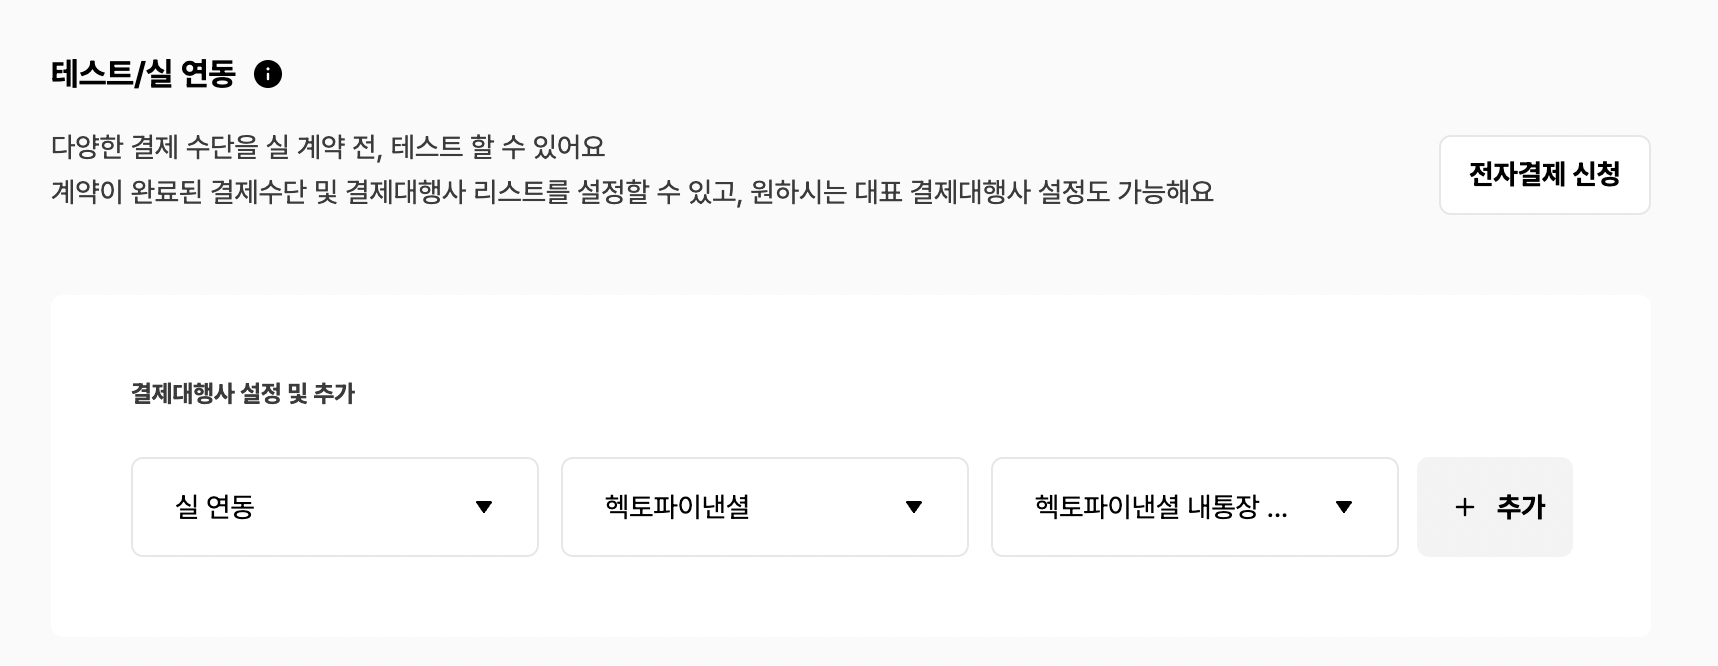 테스트/실 연동
다양한 결제 수단을 실 계약 전, 테스트 할 수 있어요
계약이 완료된 결제수단 및 결제대행사 리스트를 설정할 수 있고, 원하시는 대표 결제대행사 설정도 가능해요
전자결제 신청
결제대행사 설정 및 추가
실 연동
헥토파이낸셜
헥토파이낸셜 내통장 ...
+ 추가